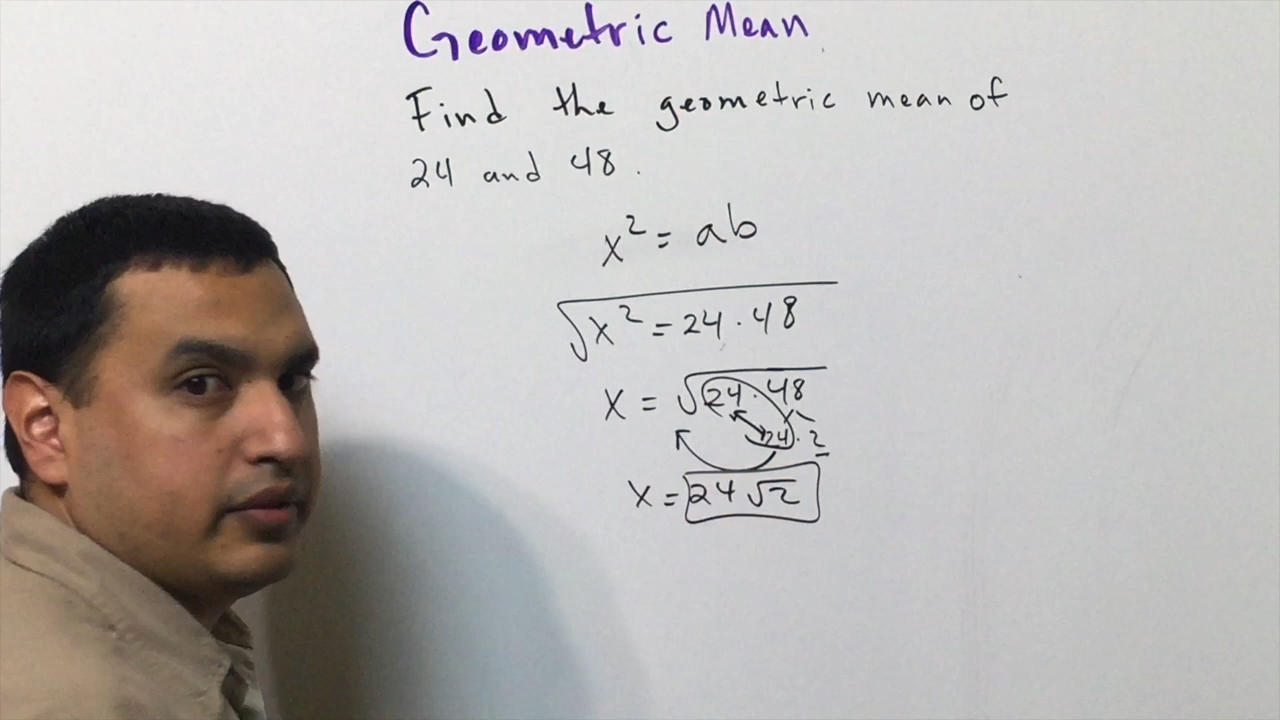 Geometric Mean
Find the geometric mean of
24 and 48.
x² = ab
√x² = 24 · 48
x = √24 · 48
24 · 2
x = 24√2